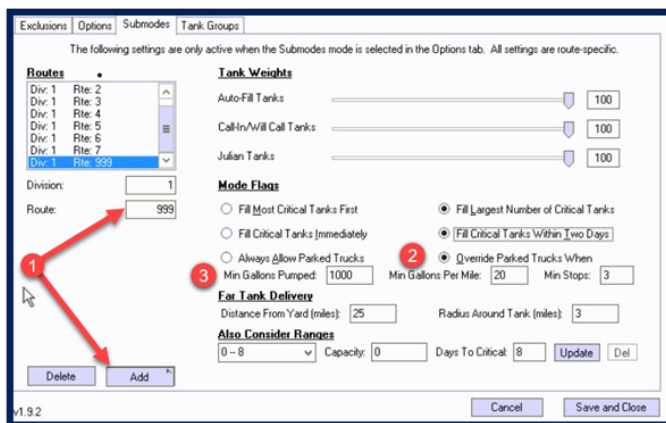 Exclusions Options Submodes Tank Groups
The following settings are only active when the Submodes mode is selected in the Options tab. All settings are route-specific.
Routes
Div: 1 Rte: 2
Div: 1 Rte: 3
Div: 1 Rte: 4
Div: 1 Rte: 5
Div: 1 Rte: 6
Div: 1 Rte: 7
Div: 1 Rte: 999
Division: 1
Route: 999
1
Delete Add
Tank Weights
Auto-Fill Tanks 100
Call-In/Will Call Tanks 100
Julian Tanks 100
Mode Flags
Fill Most Critical Tanks First Fill Largest Number of Critical Tanks
Fill Critical Tanks Immediately Fill Critical Tanks Within Two Days
Always Allow Parked Trucks 2 Override Parked Trucks When
3 Min Gallons Pumped: 1000 Min Gallons Per Mile: 20 Min Stops: 3
Far Tank Delivery
Distance From Yard (miles): 25 Radius Around Tank (miles): 3
Also Consider Ranges
0 -- 8 Capacity: 0 Days To Critical: 8 Update Del
v1.9.2 Cancel Save and Close